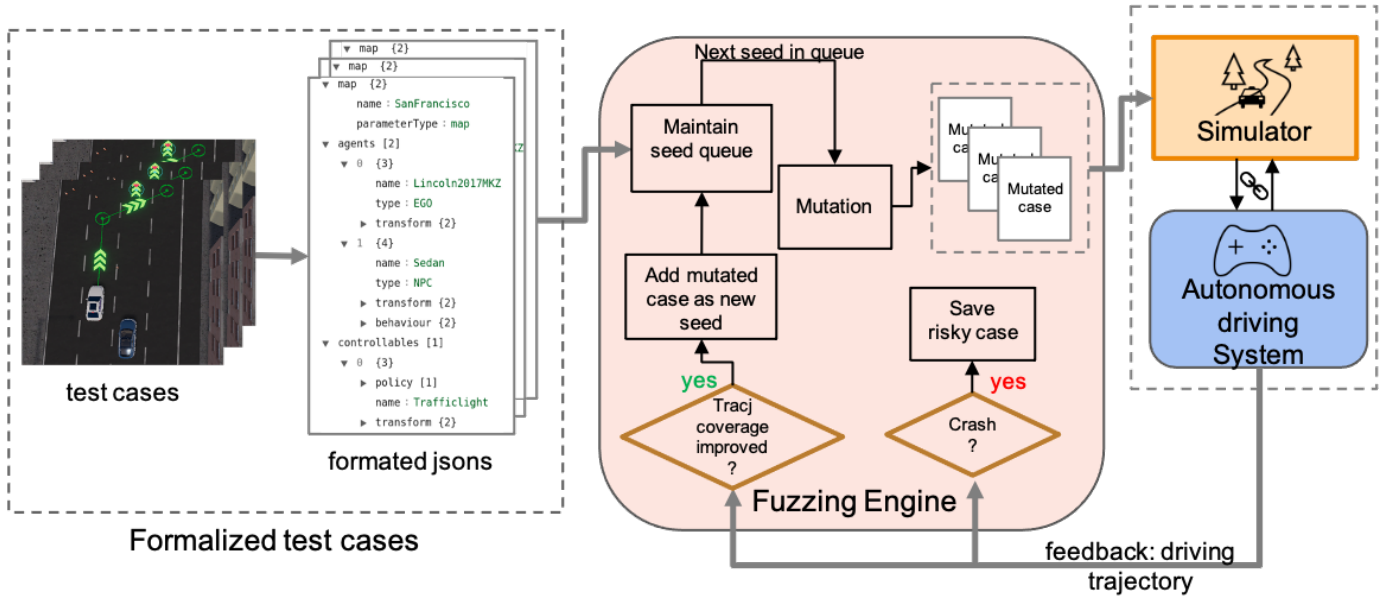 map {2}
map {2}
map {2}
name : SanFrancisco
parameterType : map
agents [2]
KZ
0 {3}
name : Lincoln2017MKZ
type : EGO
transform {2}
1 {4}
name : Sedan
type : NPC
transform {2}
behaviour {2}
controllables [1]
0 {3}
policy [1]
name : Trafficlight
transform {2}
test cases
formated jsons
Formalized test cases
Next seed in queue
Maintain
seed queue
Mutation
Mutated
case
Add mutated
case as new
seed
Save
risky case
yes
yes
Tracj
coverage
improved
?
Crash
?
Fuzzing Engine
Simulator
Autonomous
driving
System
feedback: driving
trajectory